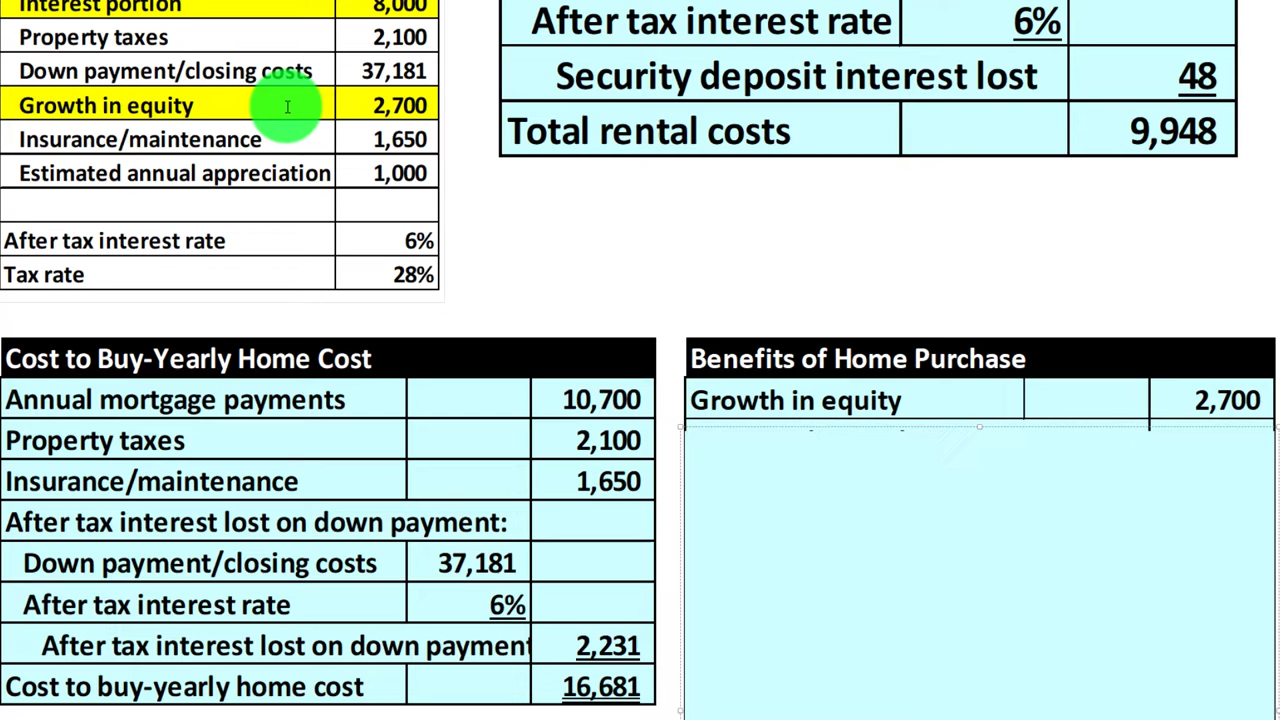 Interest portion 8,000
Property taxes 2,100
Down payment/closing costs 37,181
Growth in equity 2,700
Insurance/maintenance 1,650
Estimated annual appreciation 1,000
After tax interest rate 6%
Tax rate 28%
After tax interest rate 6%
Security deposit interest lost 48
Total rental costs 9,948
Cost to Buy-Yearly Home Cost
Annual mortgage payments 10,700
Property taxes 2,100
Insurance/maintenance 1,650
After tax interest lost on down payment:
Down payment/closing costs 37,181
After tax interest rate 6%
After tax interest lost on down payment 2,231
Cost to buy-yearly home cost 16,681
Benefits of Home Purchase
Growth in equity 2,700